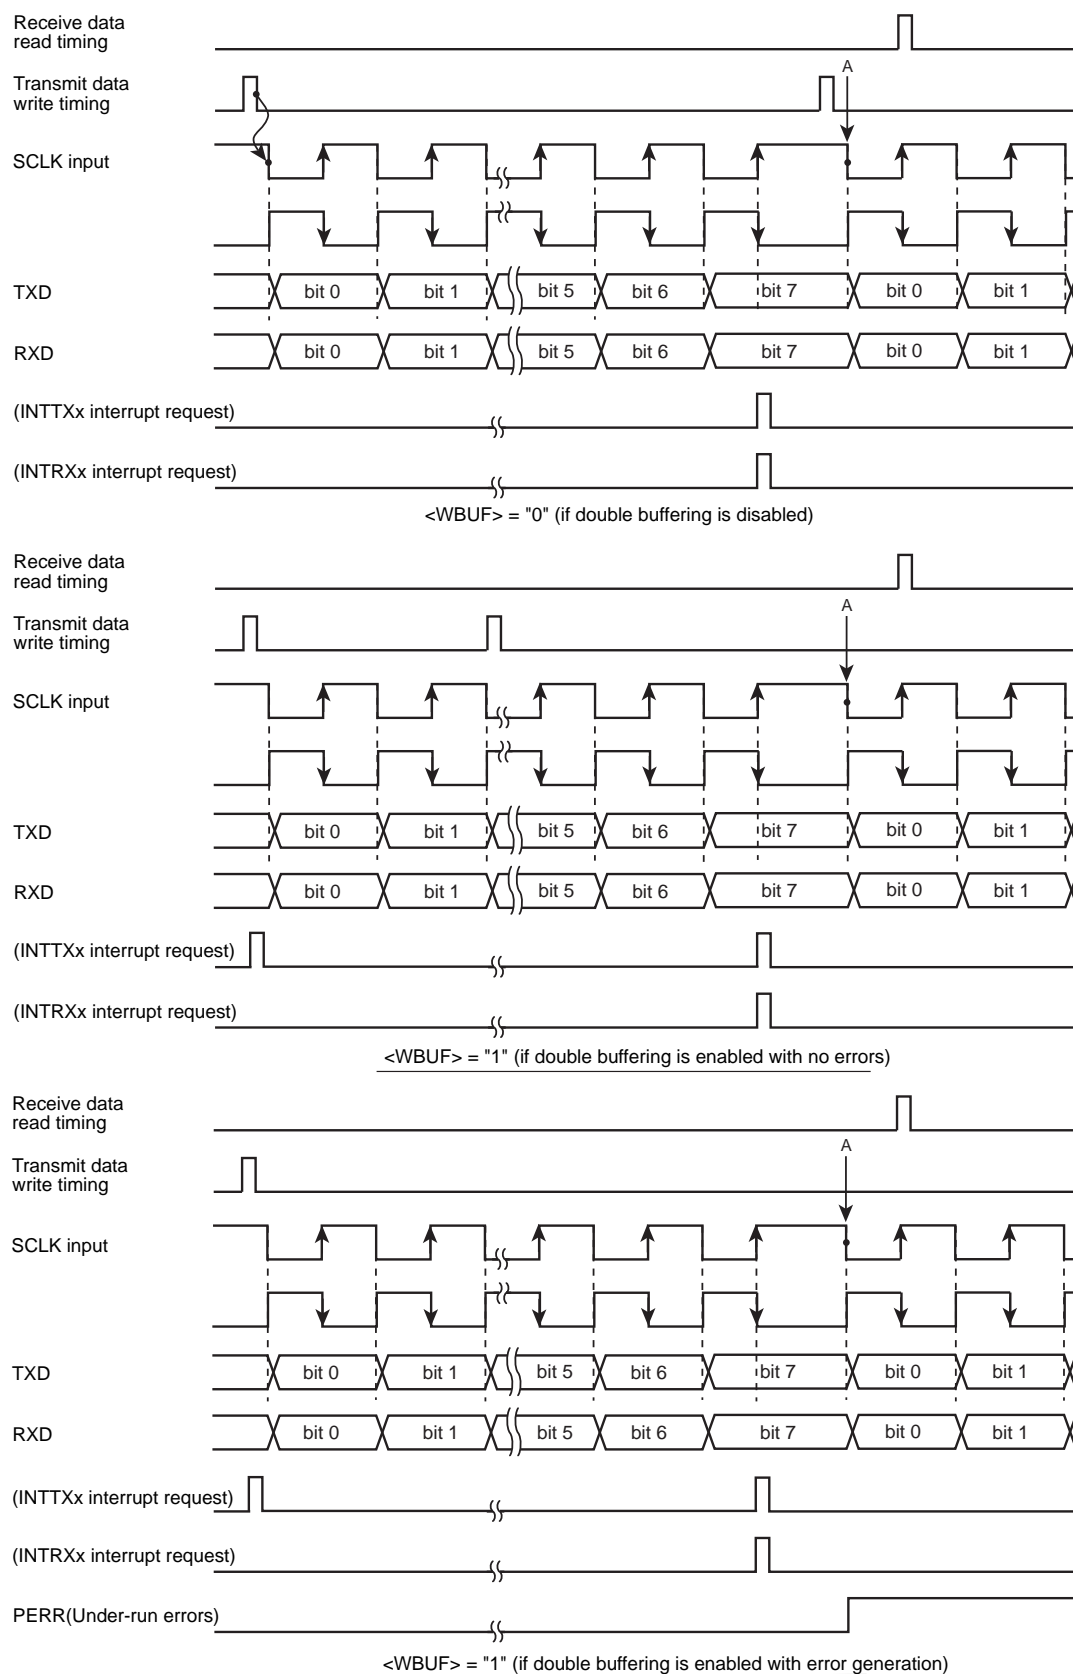 Receive data
read timing
Transmit data
write timing
A
SCLK input
TXD
bit 0 bit 1 bit 5 bit 6 bit 7 bit 0 bit 1
RXD
bit 0 bit 1 bit 5 bit 6 bit 7 bit 0 bit 1
(INTTXx interrupt request)
(INTRXx interrupt request)
<WBUF> = "0" (if double buffering is disabled)
Receive data
read timing
Transmit data
write timing
A
SCLK input
TXD
bit 0 bit 1 bit 5 bit 6 bit 7 bit 0 bit 1
RXD
bit 0 bit 1 bit 5 bit 6 bit 7 bit 0 bit 1
(INTTXx interrupt request)
(INTRXx interrupt request)
<WBUF> = "1" (if double buffering is enabled with no errors)
Receive data
read timing
Transmit data
write timing
A
SCLK input
TXD
bit 0 bit 1 bit 5 bit 6 bit 7 bit 0 bit 1
RXD
bit 0 bit 1 bit 5 bit 6 bit 7 bit 0 bit 1
(INTTXx interrupt request)
(INTRXx interrupt request)
PERR(Under-run errors)
<WBUF> = "1" (if double buffering is enabled with error generation)